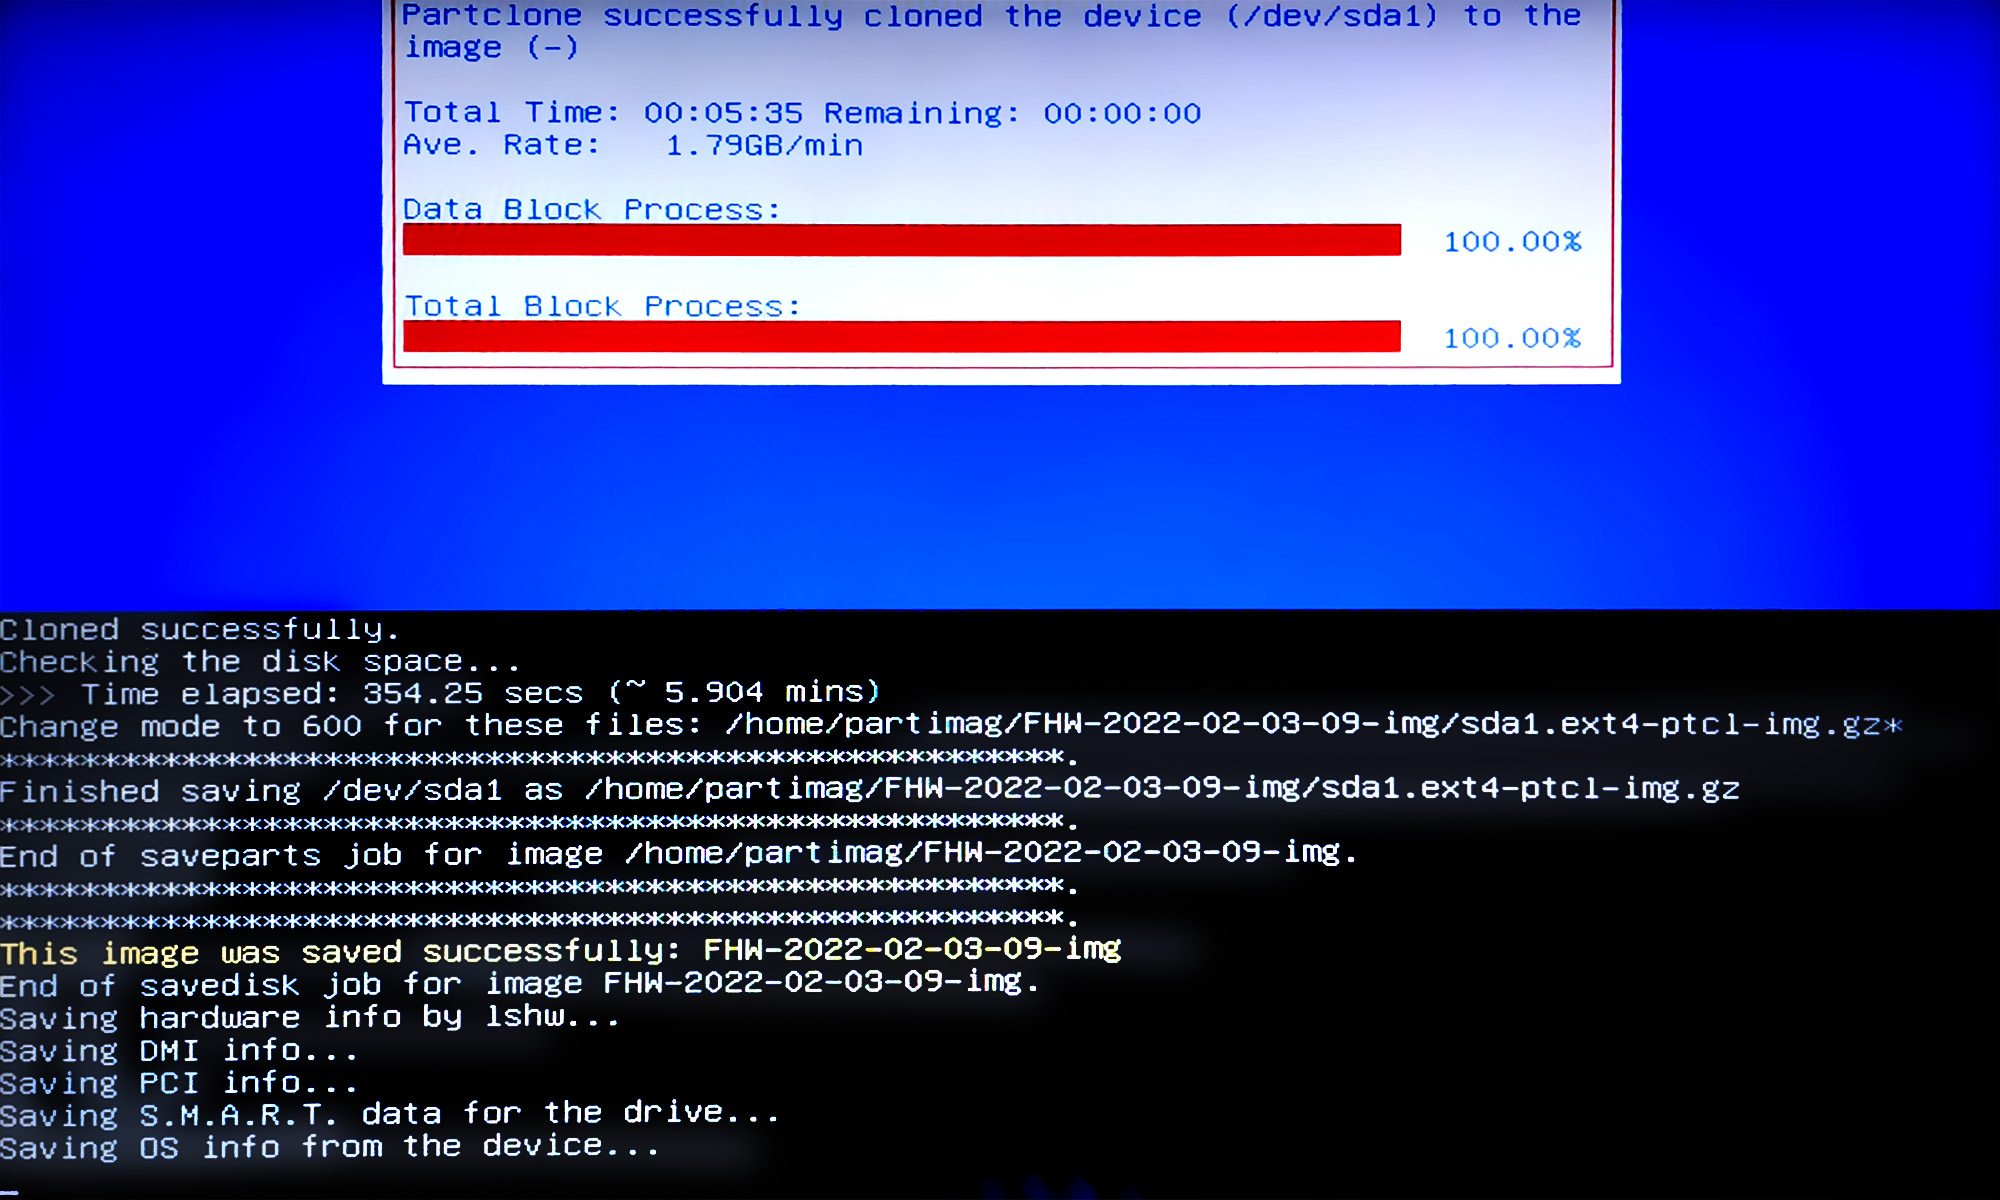 Partclone successfully cloned the device (/dev/sda1) to the
image (-)
Total Time: 00:05:35 Remaining: 00:00:00
Ave. Rate:   1.79GB/min
Data Block Process:
100.00%
Total Block Process:
100.00%
Cloned successfully.
Checking the disk space...
>>> Time elapsed: 354.25 secs (~ 5.904 mins)
Change mode to 600 for these files: /home/partimag/FHW-2022-02-03-09-img/sda1.ext4-ptcl-img.gz*
*****************************************************.
Finished saving /dev/sda1 as /home/partimag/FHW-2022-02-03-09-img/sda1.ext4-ptcl-img.gz
*****************************************************.
End of saveparts job for image /home/partimag/FHW-2022-02-03-09-img.
*****************************************************.
*****************************************************.
This image was saved successfully: FHW-2022-02-03-09-img
End of savedisk job for image FHW-2022-02-03-09-img.
Saving hardware info by lshw...
Saving DMI info...
Saving PCI info...
Saving S.M.A.R.T. data for the drive...
Saving OS info from the device...